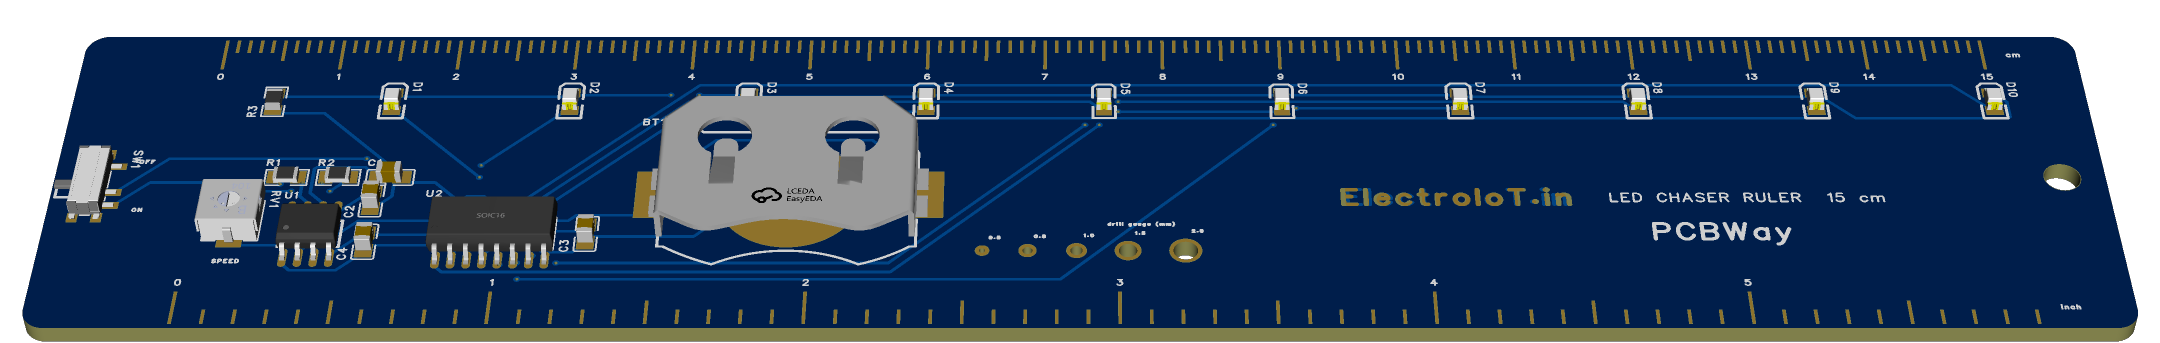 0 1 2 3 4 5 6 7 8 9 10 11 12 13 14 15 cm
D1 D2 D3 D4 D5 D6 D7 D8 D9 D10
R3
BT1
SW1
OFF
ON
R1 R2
RV1
U1
C2
C4
U2
SOIC16
C3
SPEED
LCEDA
EasyEDA
ElectroIoT.in
LED CHASER RULER 15 cm
PCBWay
drill gauge (mm)
1.0
0 1 2 3 4 5 inch